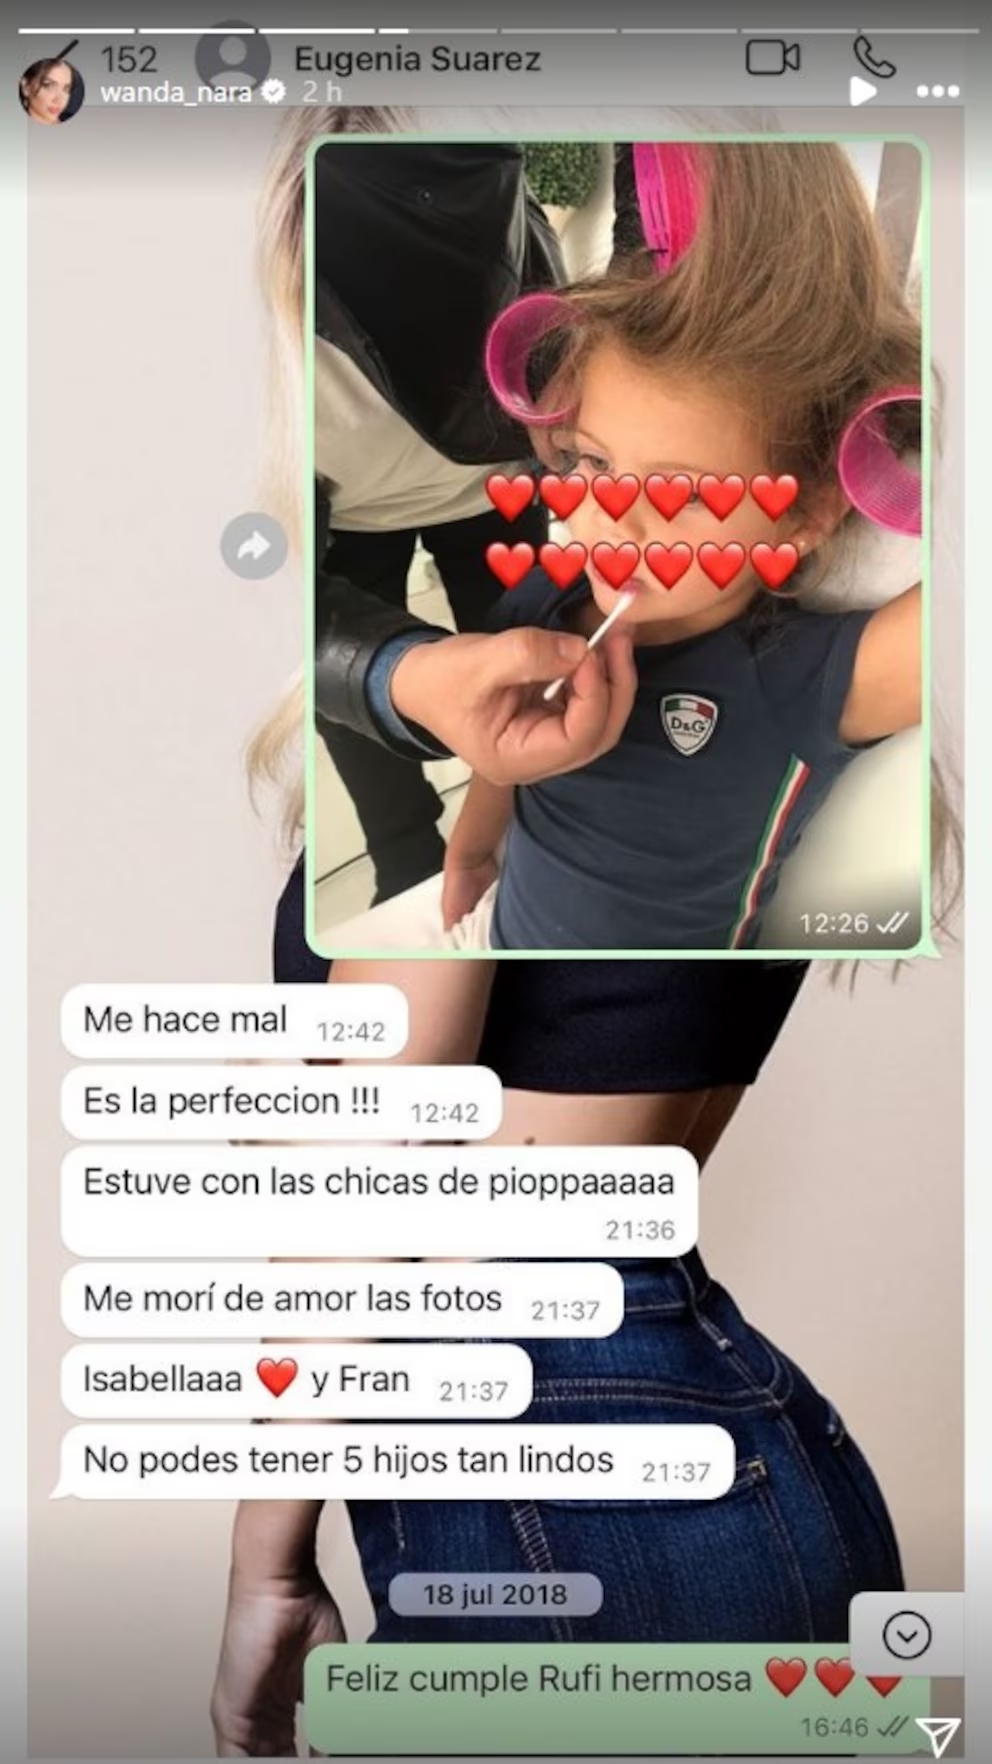 152 Eugenia Suarez
wanda_nara 2 h
D&G
12:26
Me hace mal 12:42
Es la perfeccion !!! 12:42
Estuve con las chicas de pioppaaaaa
21:36
Me morí de amor las fotos 21:37
Isabellaaa ❤️ y Fran 21:37
No podes tener 5 hijos tan lindos 21:37
18 jul 2018
Feliz cumple Rufi hermosa ❤️❤️❤️
16:46